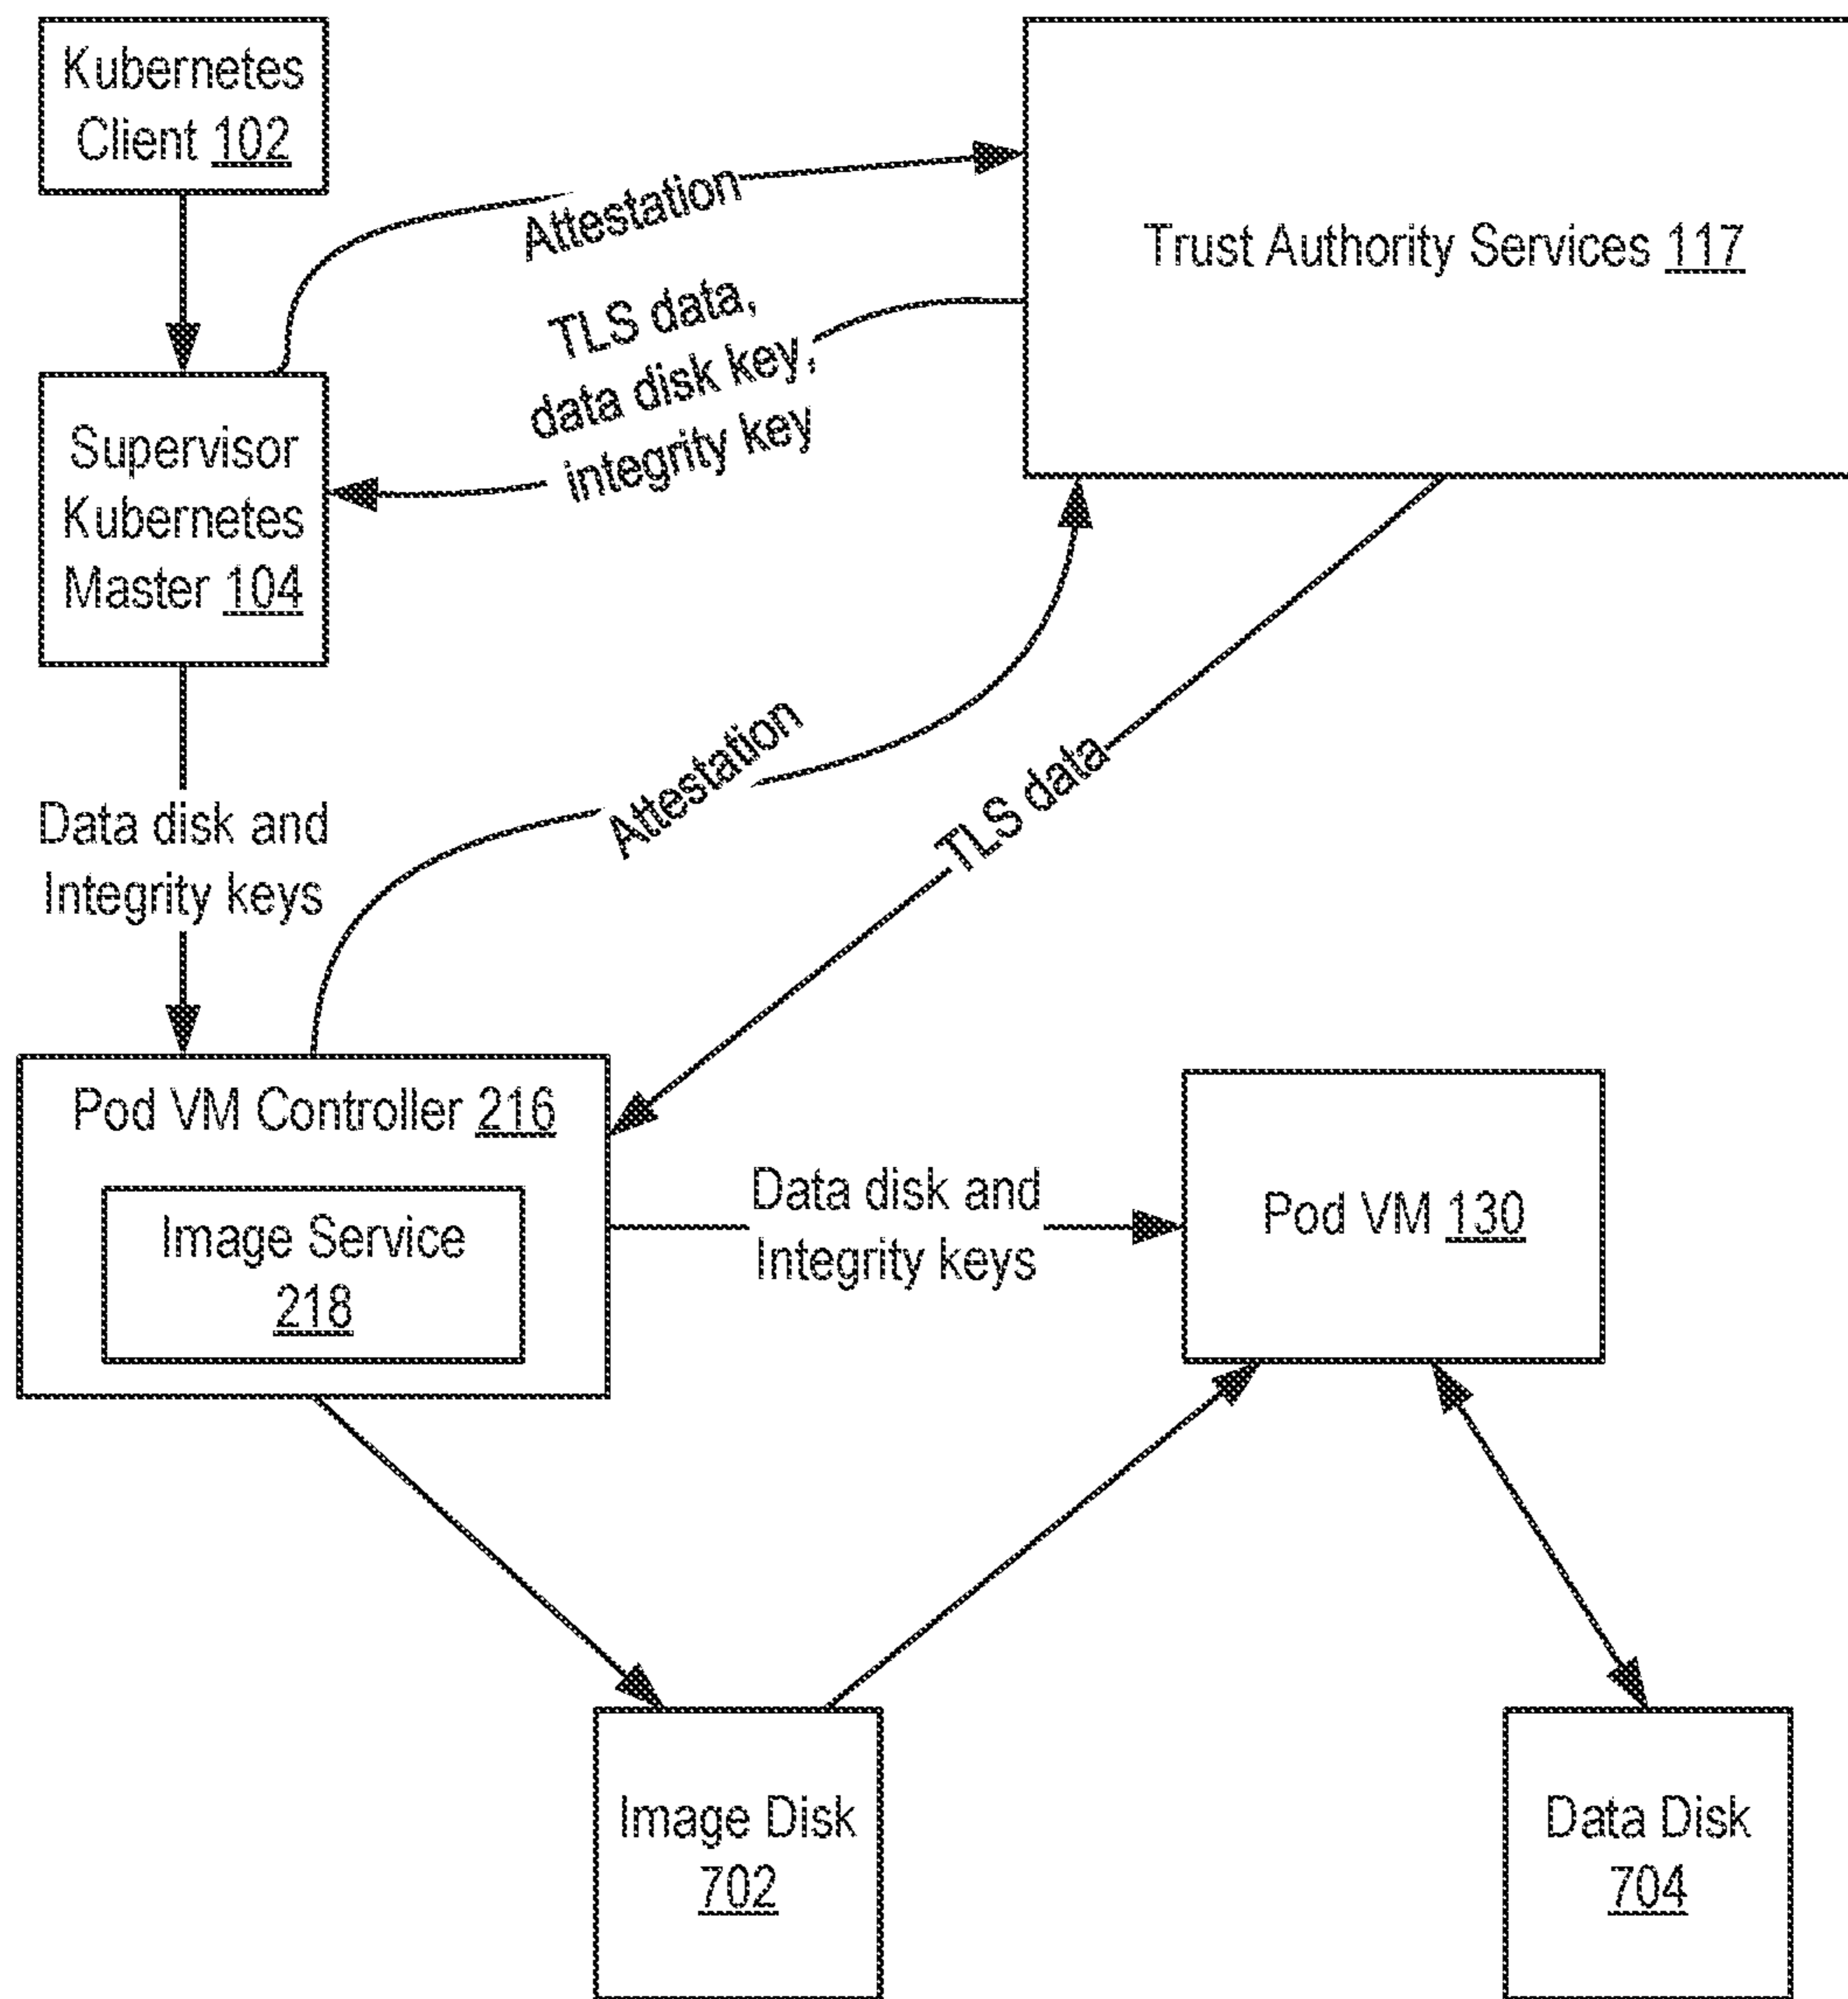 Kubernetes
Client 102
Trust Authority Services 117
Attestation
TLS data,
data disk key,
integrity key
Supervisor
Kubernetes
Master 104
Data disk and
Integrity keys
Attestation
TLS data
Pod VM Controller 216
Image Service
218
Data disk and
Integrity keys
Pod VM 130
Image Disk
702
Data Disk
704